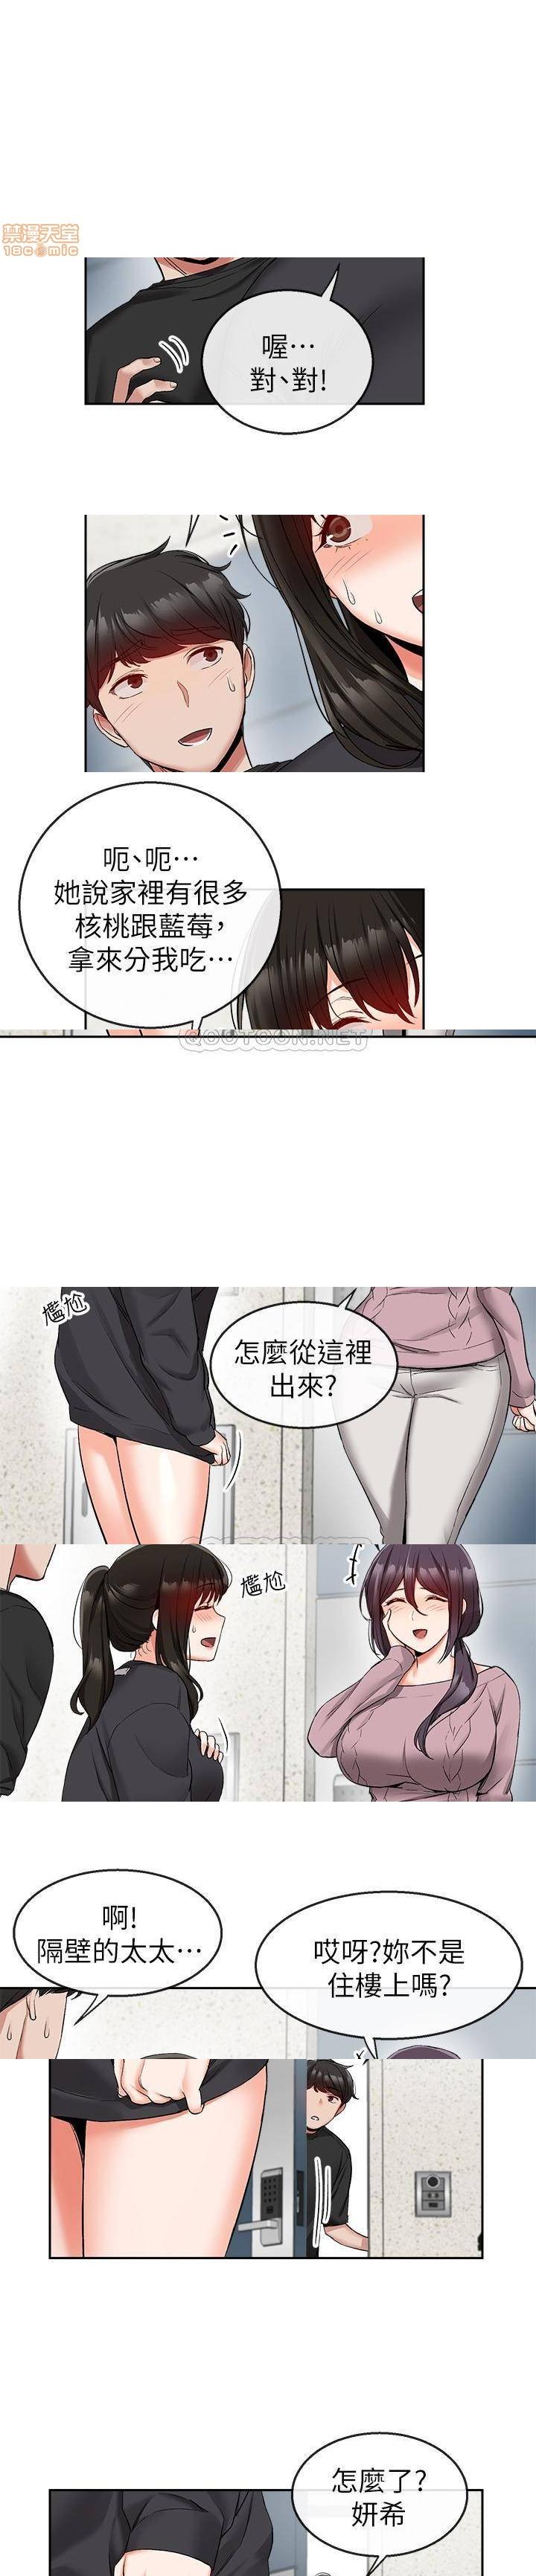 禁漫天堂
18comic
喔⋯
對、對!
呃、呃⋯
她說家裡有很多
核桃跟藍莓,
拿來分我吃⋯
QOOTOON.NET
尷尬
怎麼從這裡
出來?
尷尬
啊!
隔壁的太太⋯
哎呀?妳不是
住樓上嗎?
怎麼了?
妍希